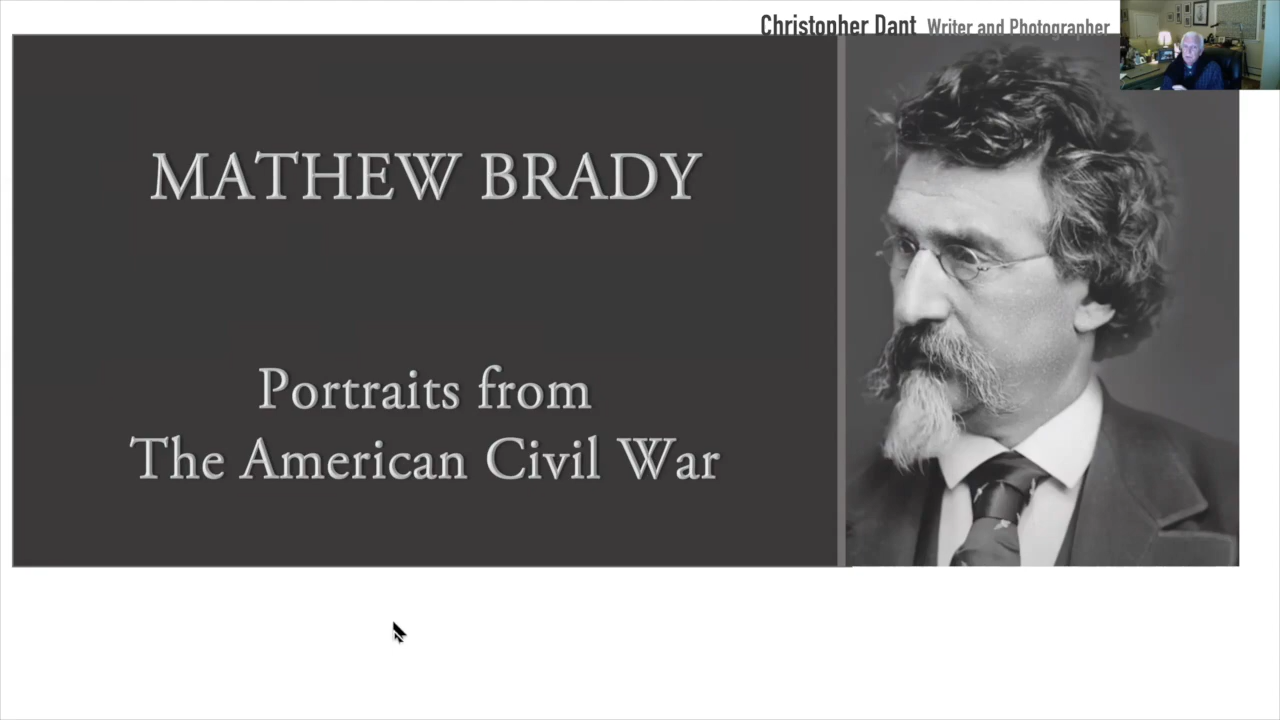 Christopher Dant Writer and Photographer
MATHEW BRADY
Portraits from
The American Civil War